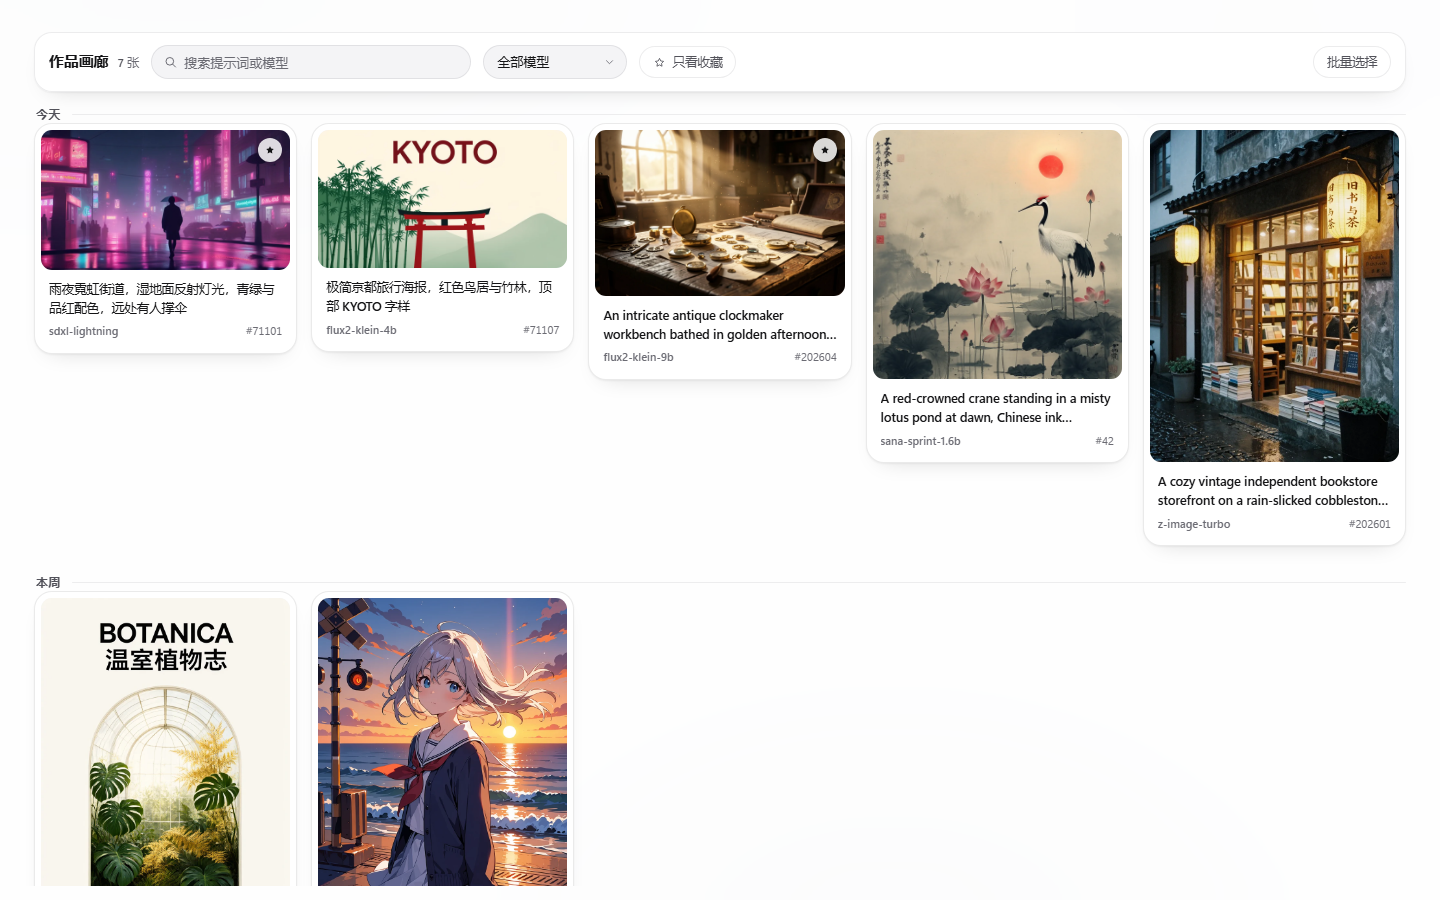 作品画廊 7 张
搜索提示词或模型
全部模型
只看收藏
批量选择
今天
雨夜霓虹街道，湿地面反射灯光，青绿与
品红配色，远处有人撑伞
sdxl-lightning #71101
KYOTO
极简京都旅行海报，红色鸟居与竹林，顶
部 KYOTO 字样
flux2-klein-4b #71107
An intricate antique clockmaker
workbench bathed in golden afternoon...
flux2-klein-9b #202604
A red-crowned crane standing in a misty
lotus pond at dawn, Chinese ink...
sana-sprint-1.6b #42
旧书与茶
A cozy vintage independent bookstore
storefront on a rain-slicked cobbleston...
z-image-turbo #202601
本周
BOTANICA
温室植物志